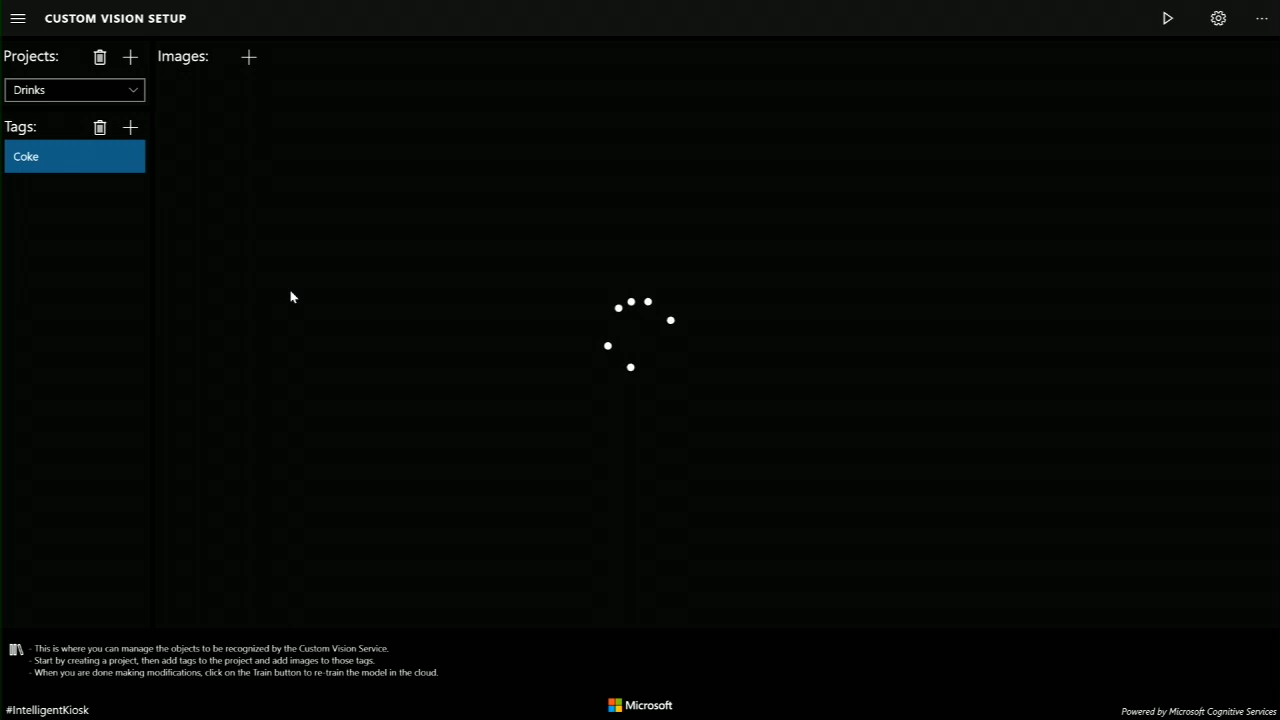 CUSTOM VISION SETUP
Projects:
Images:
Drinks
Tags:
Coke
- This is where you can manage the objects to be recognized by the Custom Vision Service.
- Start by creating a project, then add tags to the project and add images to those tags.
- When you are done making modifications, click on the Train button to re-train the model in the cloud.
#IntelligentKiosk
Microsoft
Powered by Microsoft Cognitive Services